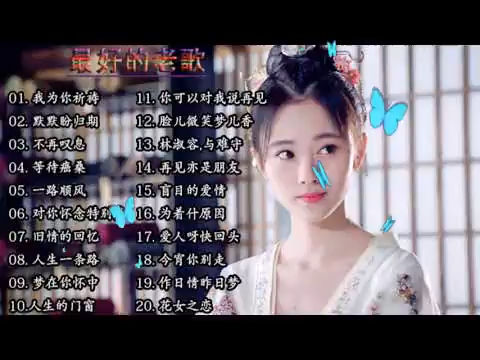 最好的老歌
01. 我为你祈祷
02. 默默盼归期
03. 不再叹息
04. 等待癌桑
05. 一路顺风
06. 对你怀念特别
07. 旧情的回忆
08. 人生一条路
09. 梦在你怀中
10.人生的门窗
11. 你可以对我说再见
12. 脸儿微笑梦儿香
13. 林淑容,与难守
14. 再见亦是朋友
15. 盲目的爱情
16. 为着什原因
17. 爱人呀快回头
18. 今宵你别走
19. 作日情昨日梦
20. 花女之恋